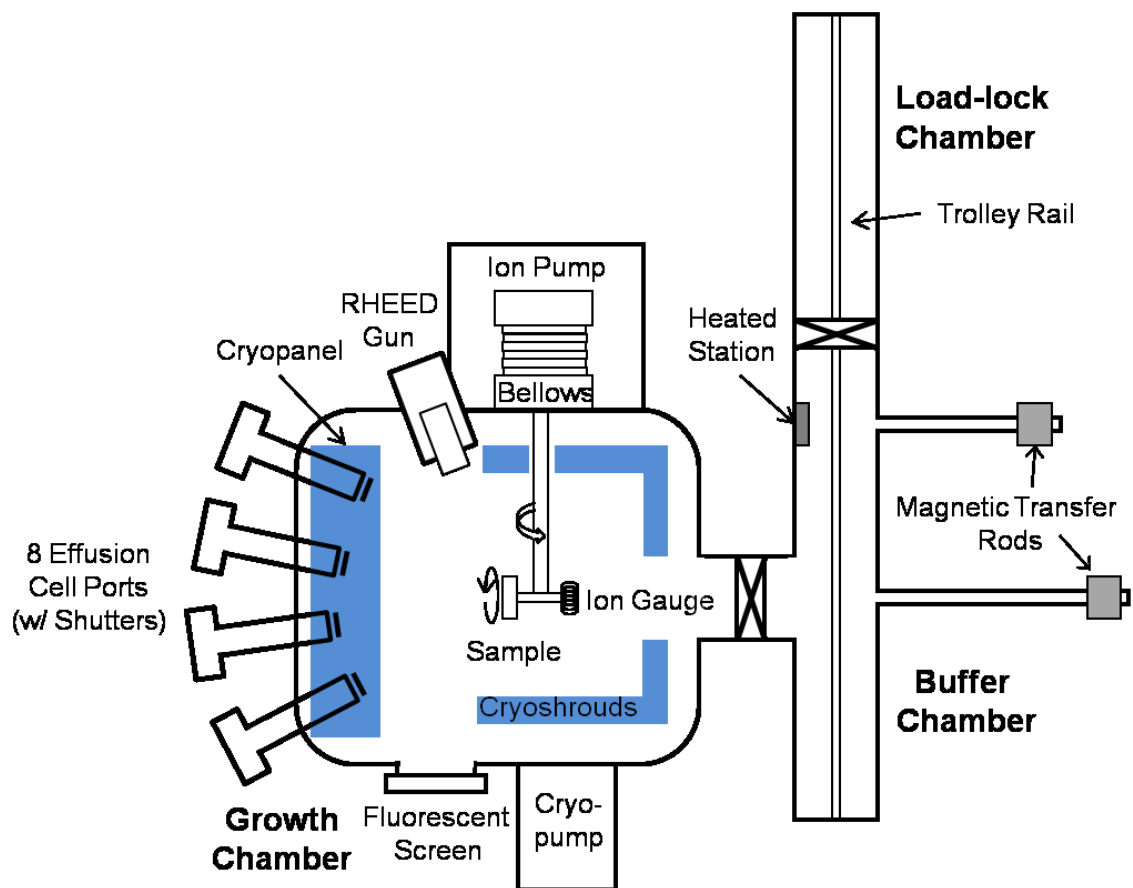 Load-lock
Chamber
Trolley Rail
Ion Pump
RHEED
Gun
Heated
Station
Cryopanel
Bellows
Magnetic Transfer
Rods
8 Effusion
Cell Ports
(w/ Shutters)
Ion Gauge
Sample
Buffer
Chamber
Cryoshrouds
Growth
Chamber
Fluorescent
Screen
Cryo-
pump